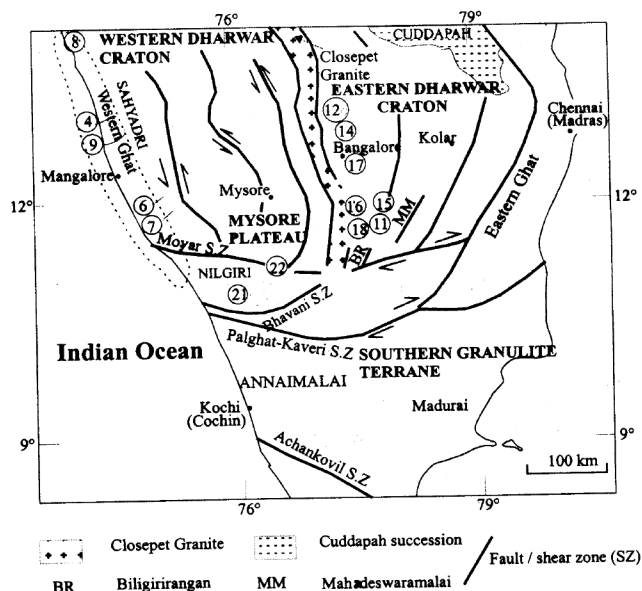 76° 79°
8
WESTERN DHARWAR
CRATON
CUDDAPAH
Closepet
Granite
EASTERN DHARWAR
CRATON
SAHYADRI
Western Ghat
12
14
Chennai
(Madras)
4
9
Bangalore
Kolar
17
Mangalore
Mysore
12° 12°
6
7
MYSORE
PLATEAU
16
15
18
11
MM
BR
Eastern Ghat
Moyar S.Z
22
NILGIRI
21
Bhavani S.Z
Palghat-Kaveri S.Z
Indian Ocean
SOUTHERN GRANULITE
TERRANE
ANNAIMALAI
Kochi
(Cochin)
Madurai
9° 9°
Achankovil S.Z
100 km
76° 79°
Closepet Granite
Cuddapah succession
Fault / shear zone (SZ)
BR Biligirirangan
MM Mahadeswaramalai